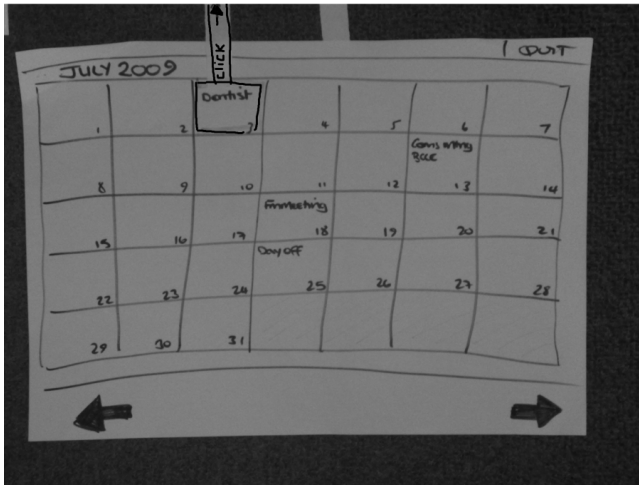 CLICK
QUIT
JULY 2009
Dentist
1 2 3 4 5 6 7
Consulting
8 9 10 11 12 13 14
15 16 17 18 19 20 21
Day off
22 23 24 25 26 27 28
29 30 31